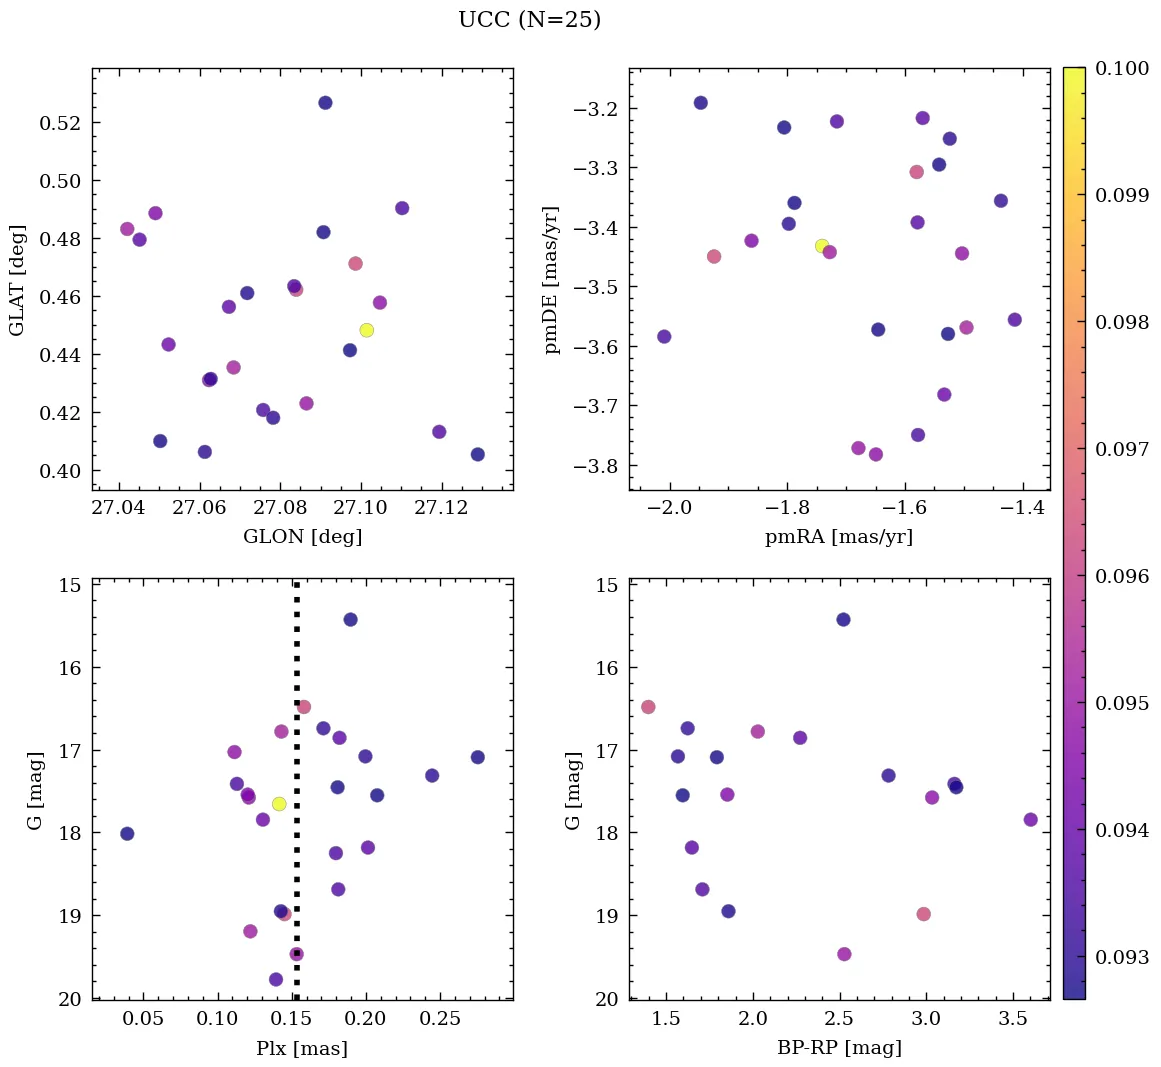 UCC (N=25)
0.52
0.50
0.48
0.46
0.44
0.42
0.40
GLAT [deg]
27.04 27.06 27.08 27.10 27.12
GLON [deg]
−3.2
−3.3
−3.4
−3.5
−3.6
−3.7
−3.8
pmDE [mas/yr]
−2.0 −1.8 −1.6 −1.4
pmRA [mas/yr]
15
16
17
18
19
20
G [mag]
0.05 0.10 0.15 0.20 0.25
Plx [mas]
15
16
17
18
19
20
G [mag]
1.5 2.0 2.5 3.0 3.5
BP-RP [mag]
0.100
0.099
0.098
0.097
0.096
0.095
0.094
0.093